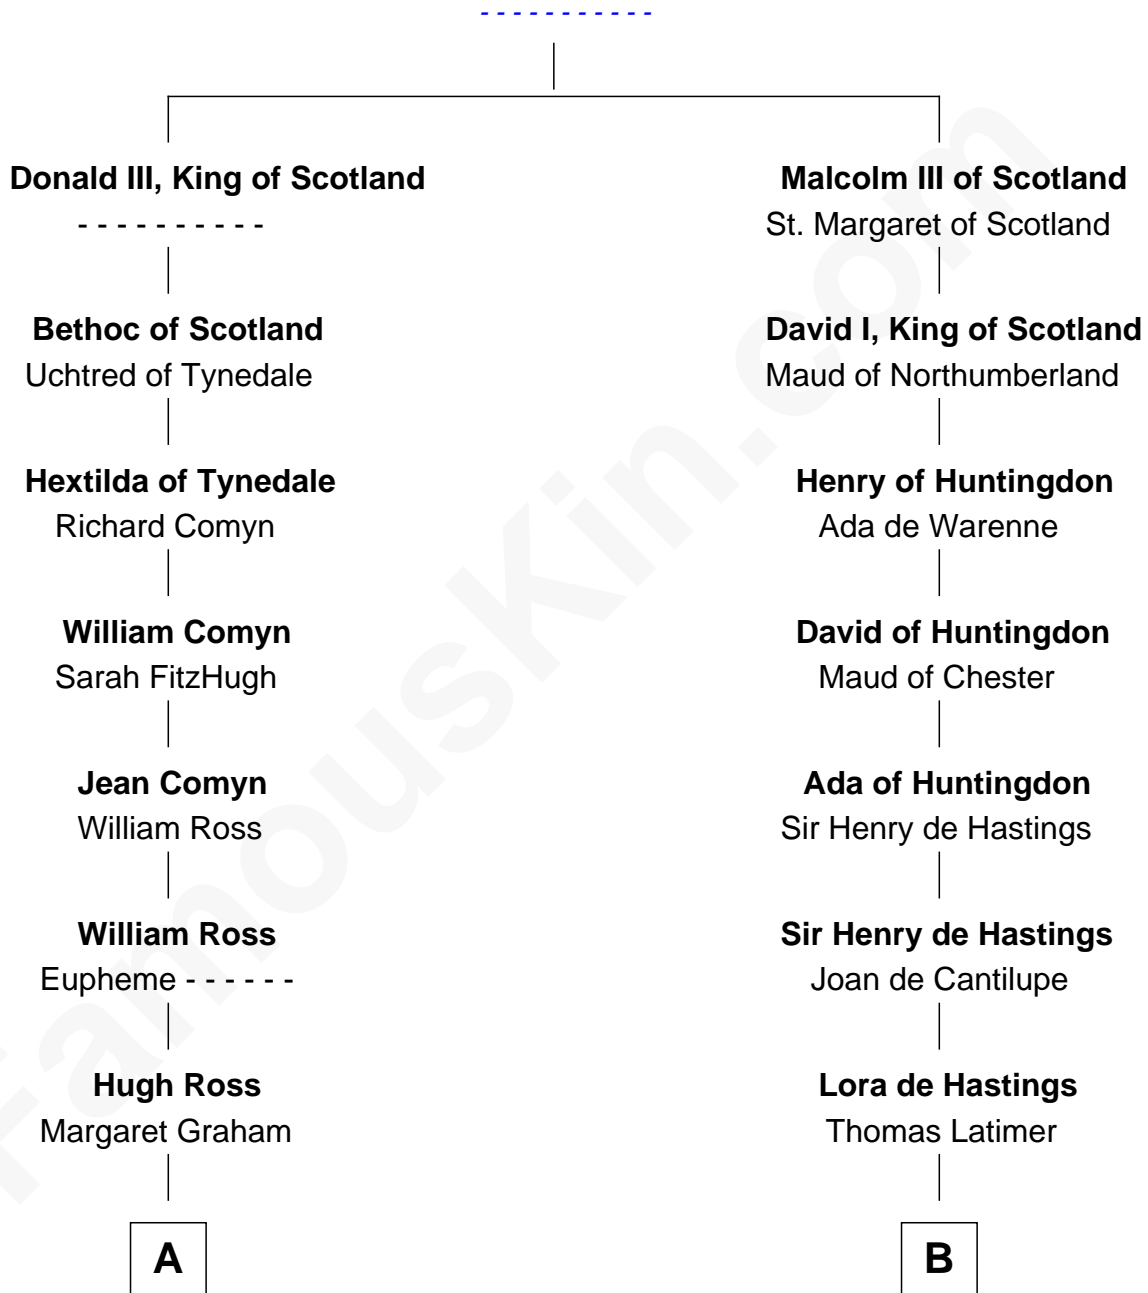 - - - - - - - - - - -
Donald III, King of Scotland
- - - - - - - - - -
Bethoc of Scotland
Uchtred of Tynedale
Hextilda of Tynedale
Richard Comyn
William Comyn
Sarah FitzHugh
Jean Comyn
William Ross
William Ross
Eupheme - - - - - -
Hugh Ross
Margaret Graham
A
Malcolm III of Scotland
St. Margaret of Scotland
David I, King of Scotland
Maud of Northumberland
Henry of Huntingdon
Ada de Warenne
David of Huntingdon
Maud of Chester
Ada of Huntingdon
Sir Henry de Hastings
Sir Henry de Hastings
Joan de Cantilupe
Lora de Hastings
Thomas Latimer
B
FamousKin.com